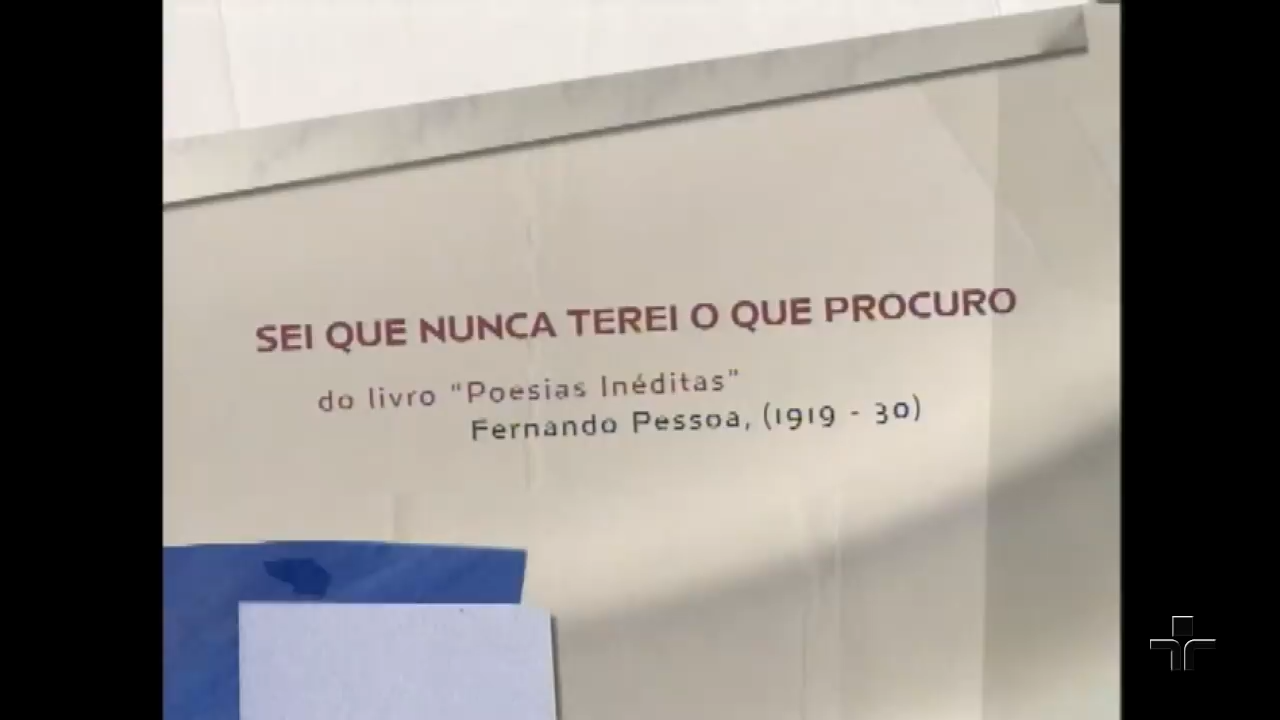 SEI QUE NUNCA TEREI O QUE PROCURO
do livro "Poesias Inéditas"
Fernando Pessoa, (1919 - 30)